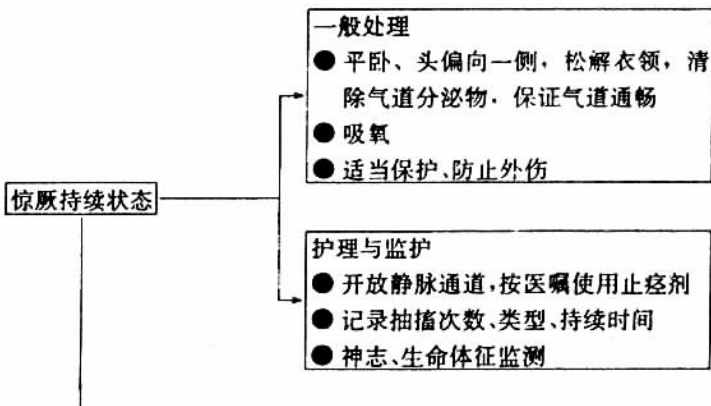 一般处理
● 平卧、头偏向一侧，松解衣领，清
除气道分泌物，保证气道通畅
● 吸氧
● 适当保护、防止外伤
惊厥持续状态
护理与监护
● 开放静脉通道，按医嘱使用止痉剂
● 记录抽搐次数、类型、持续时间
● 神志、生命体征监测